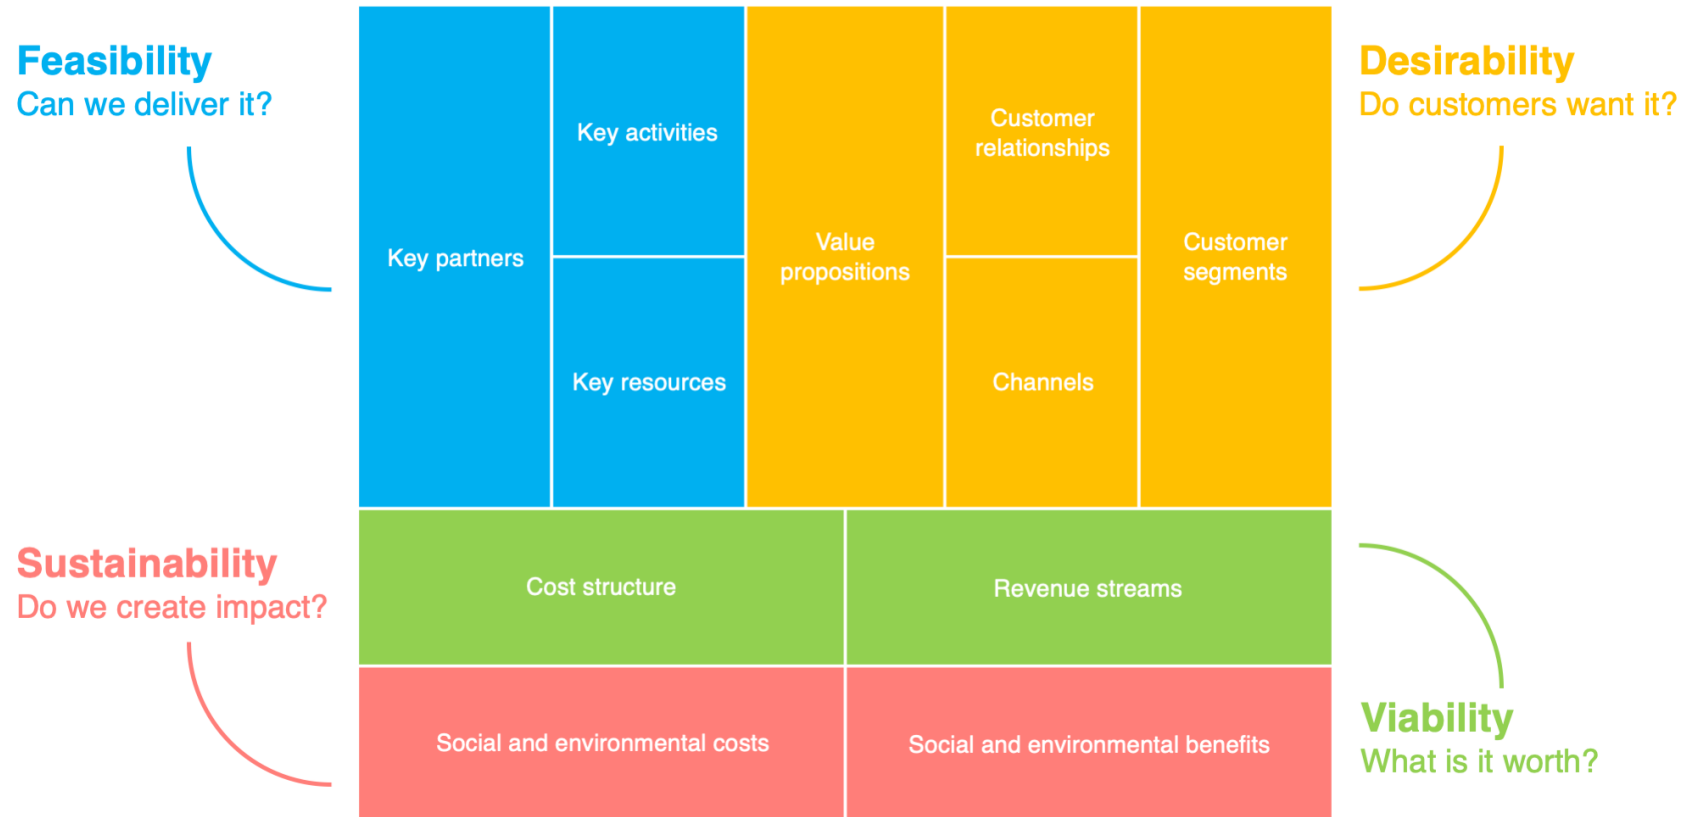 Feasibility
Can we deliver it?
Key partners
Key activities
Key resources
Value
propositions
Customer
relationships
Channels
Customer
segments
Desirability
Do customers want it?
Sustainability
Do we create impact?
Cost structure
Revenue streams
Social and environmental costs
Social and environmental benefits
Viability
What is it worth?